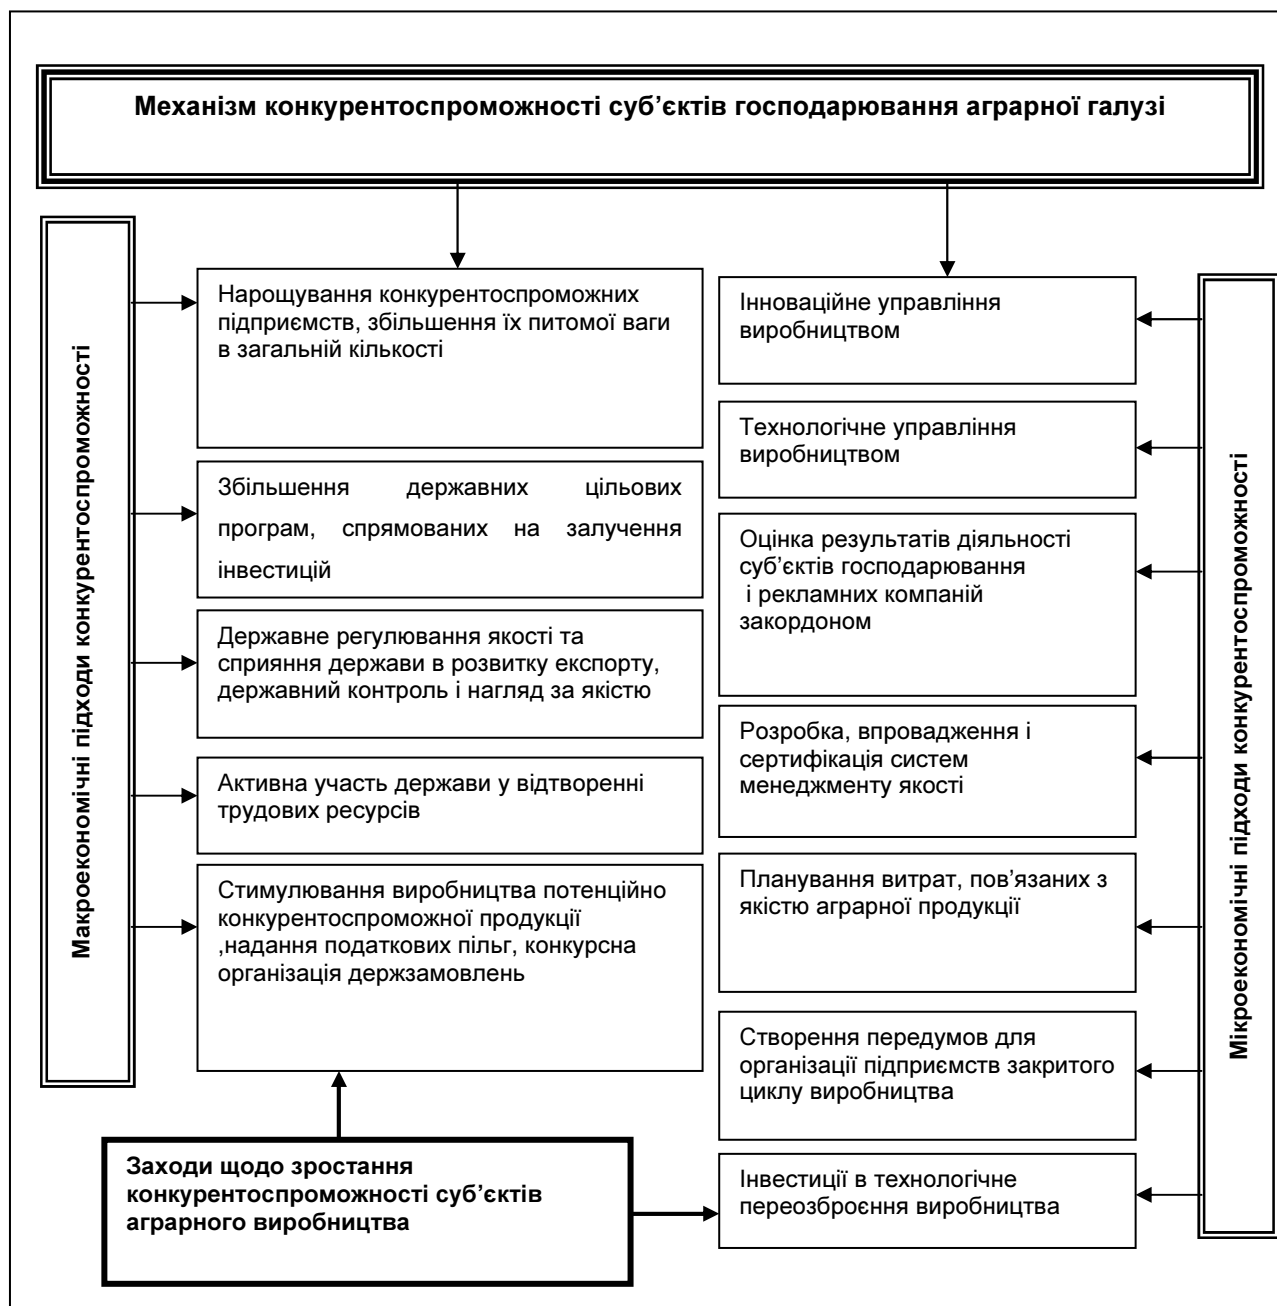 Механізм конкурентоспроможності суб’єктів господарювання аграрної галузі
Макроекономічні підходи конкурентоспроможності
Нарощування конкурентоспроможних
підприємств, збільшення їх питомої ваги
в загальній кількості
Збільшення державних цільових
програм, спрямованих на залучення
інвестицій
Державне регулювання якості та
сприяння держави в розвитку експорту,
державний контроль і нагляд за якістю
Активна участь держави у відтворенні
трудових ресурсів
Стимулювання виробництва потенційно
конкурентоспроможної продукції
,надання податкових пільг, конкурсна
організація держзамовлень
Інноваційне управління
виробництвом
Технологічне управління
виробництвом
Оцінка результатів діяльності
суб’єктів господарювання
і рекламних компаній
закордоном
Розробка, впровадження і
сертифікація систем
менеджменту якості
Планування витрат, пов’язаних з
якістю аграрної продукції
Створення передумов для
організації підприємств закритого
циклу виробництва
Інвестиції в технологічне
переозброєння виробництва
Мікроекономічні підходи конкурентоспроможності
Заходи щодо зростання
конкурентоспроможності суб’єктів
аграрного виробництва